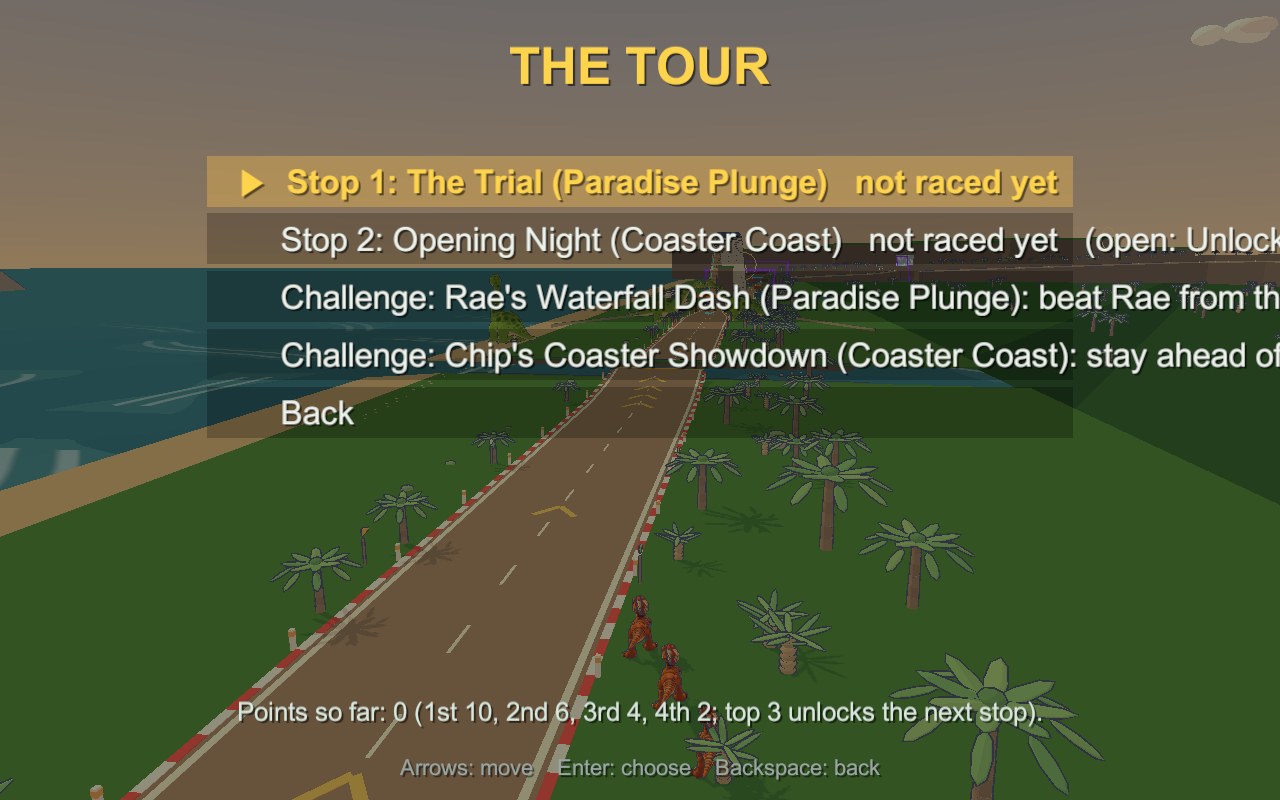 THE TOUR
Stop 1: The Trial (Paradise Plunge) not raced yet
Stop 2: Opening Night (Coaster Coast) not raced yet (open: Unlock
Challenge: Rae's Waterfall Dash (Paradise Plunge): beat Rae from th
Challenge: Chip's Coaster Showdown (Coaster Coast): stay ahead of
Back
Points so far: 0 (1st 10, 2nd 6, 3rd 4, 4th 2; top 3 unlocks the next stop).
Arrows: move Enter: choose Backspace: back